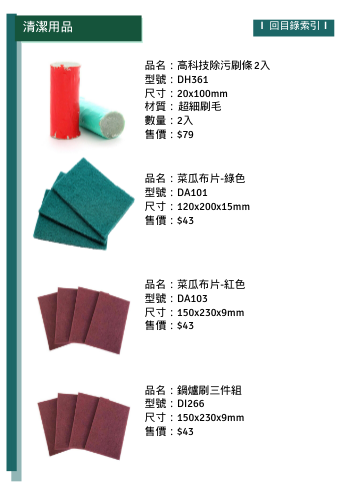 清潔用品
I 回目錄索引 I
品名：高科技除污刷條2入
型號：DH361
尺寸：20x100mm
材質： 超細刷毛
數量：2入
售價：$79
品名：菜瓜布片-綠色
型號：DA101
尺寸：120x200x15mm
售價：$43
品名：菜瓜布片-紅色
型號：DA103
尺寸：150x230x9mm
售價：$43
品名：鍋爐刷三件組
型號：DI266
尺寸：150x230x9mm
售價：$43